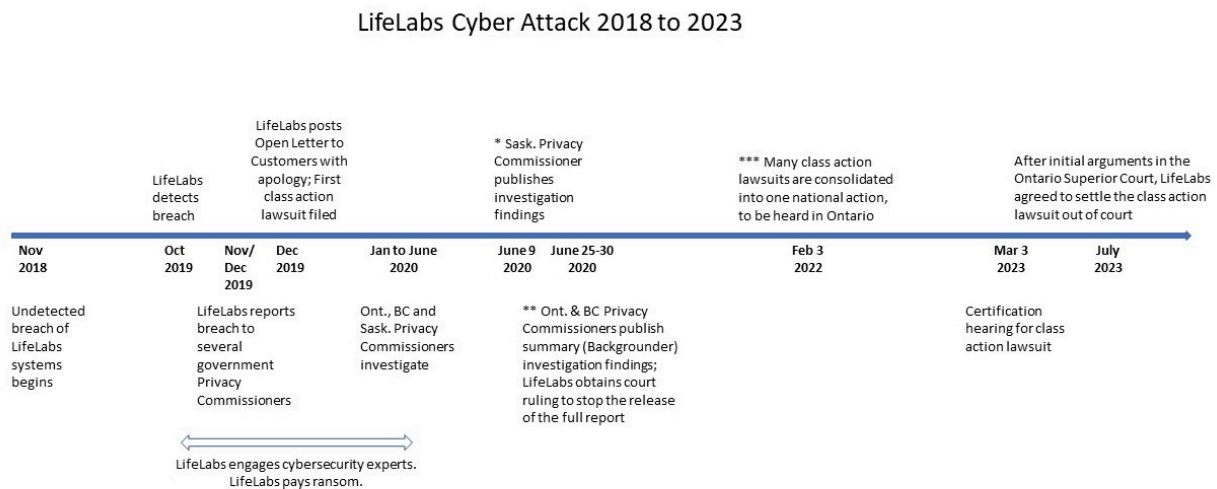 LifeLabs Cyber Attack 2018 to 2023
LifeLabs
detects
breach
LifeLabs posts
Open Letter to
Customers with
apology; First
class action
lawsuit filed
* Sask. Privacy
Commissioner
publishes
investigation
findings
*** Many class action
lawsuits are consolidated
into one national action,
to be heard in Ontario
After initial arguments in the
Ontario Superior Court, LifeLabs
agreed to settle the class action
lawsuit out of court
Nov
2018
Oct
2019
Nov/
Dec
2019
Dec
2019
Jan to June
2020
June 9
2020
June 25-30
2020
Feb 3
2022
Mar 3
2023
July
2023
Undetected
breach of
LifeLabs
systems
begins
LifeLabs reports
breach to
several
government
Privacy
Commissioners
Ont., BC and
Sask. Privacy
Commissioners
investigate
** Ont. & BC Privacy
Commissioners publish
summary (Backgrounder)
investigation findings;
LifeLabs obtains court
ruling to stop the release
of the full report
Certification
hearing for class
action lawsuit
LifeLabs engages cybersecurity experts.
LifeLabs pays ransom.